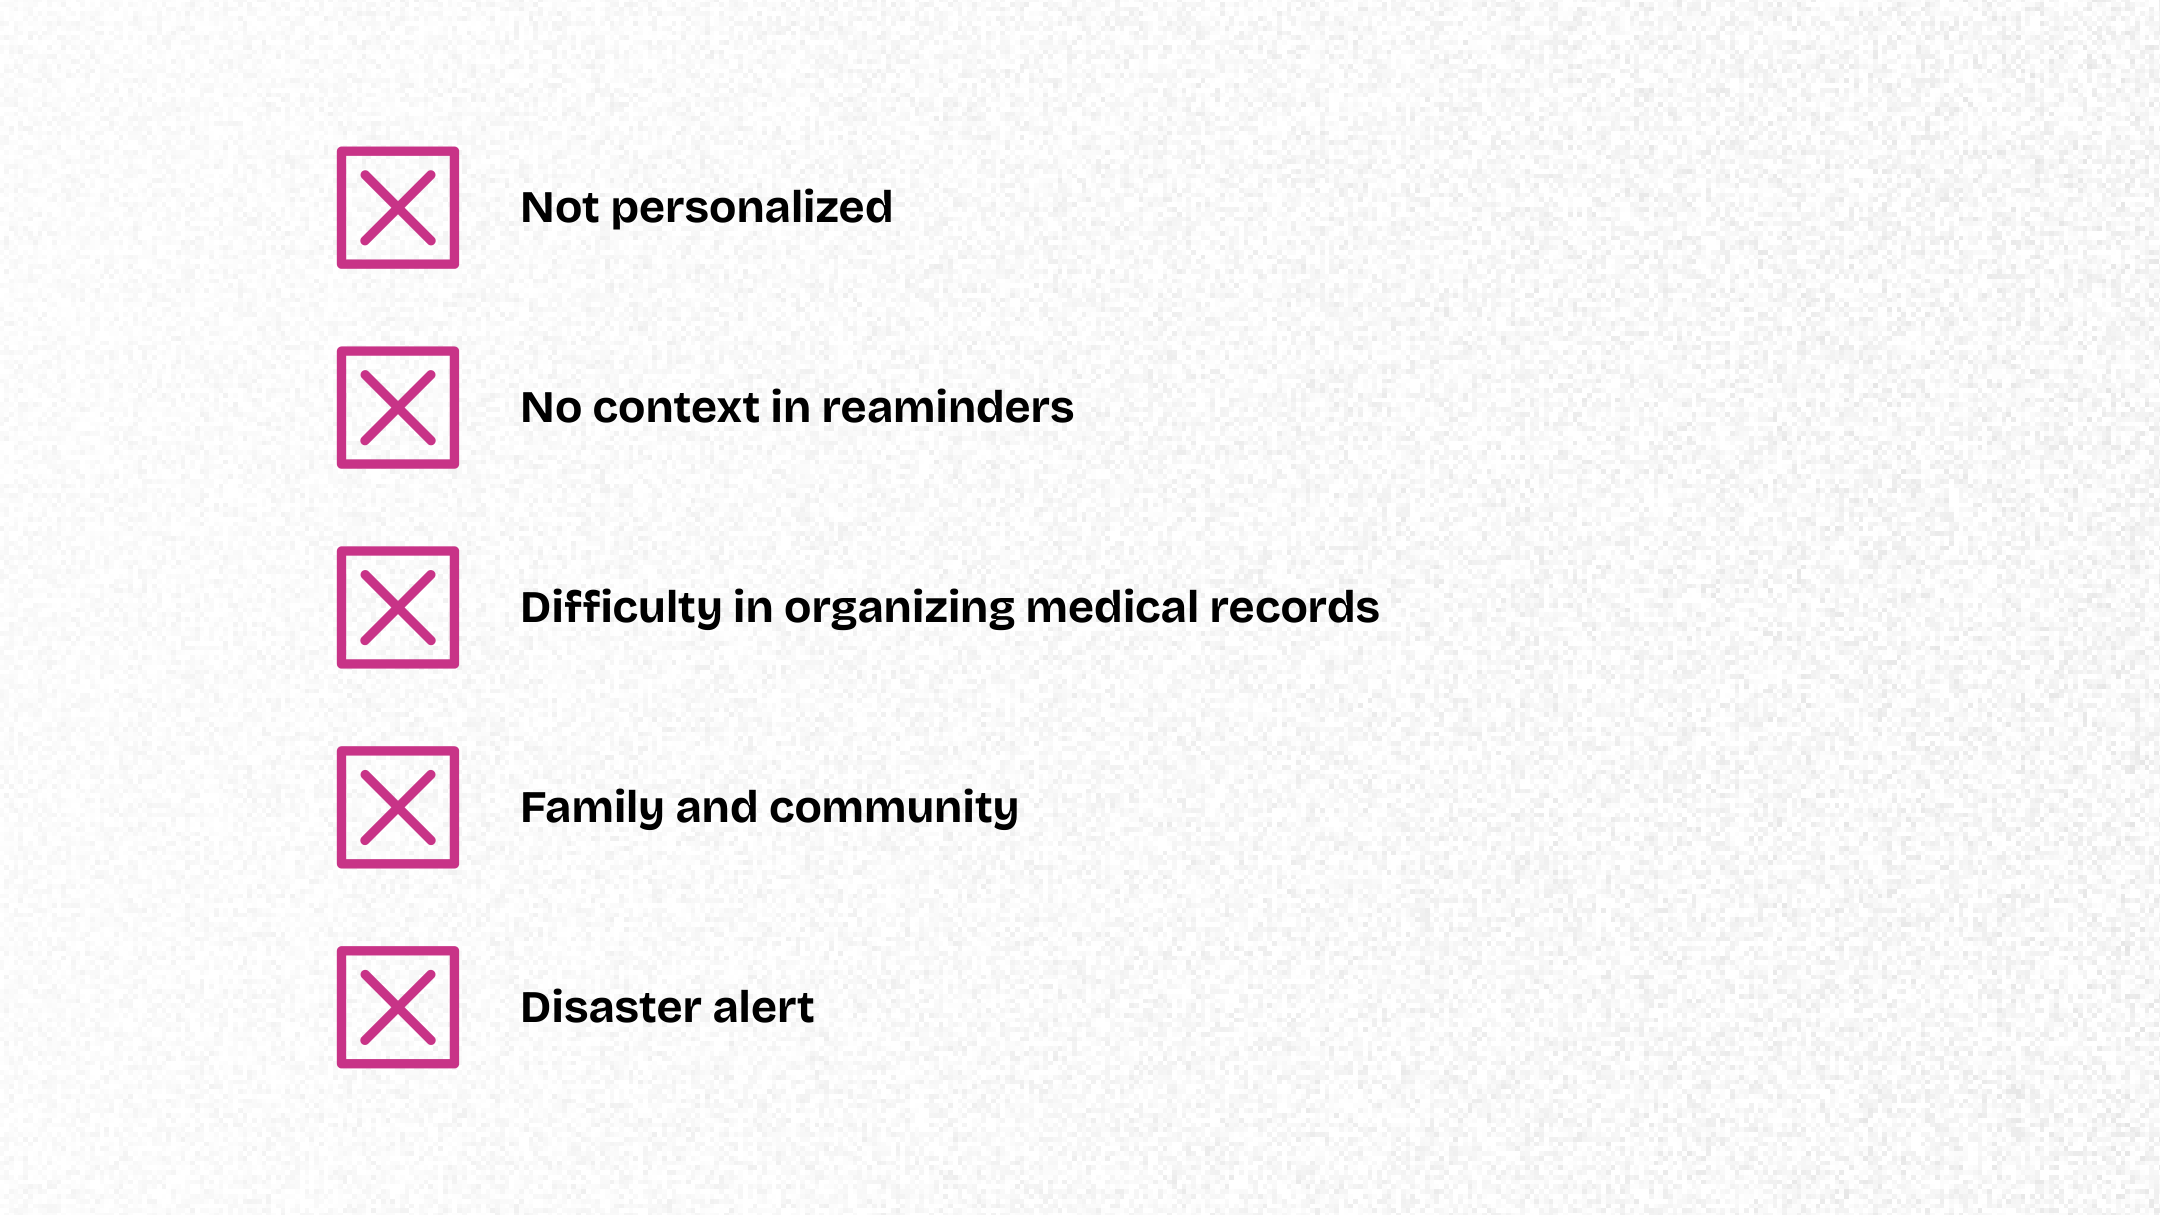 Not personalized
No context in reaminders
Difficulty in organizing medical records
Family and community
Disaster alert